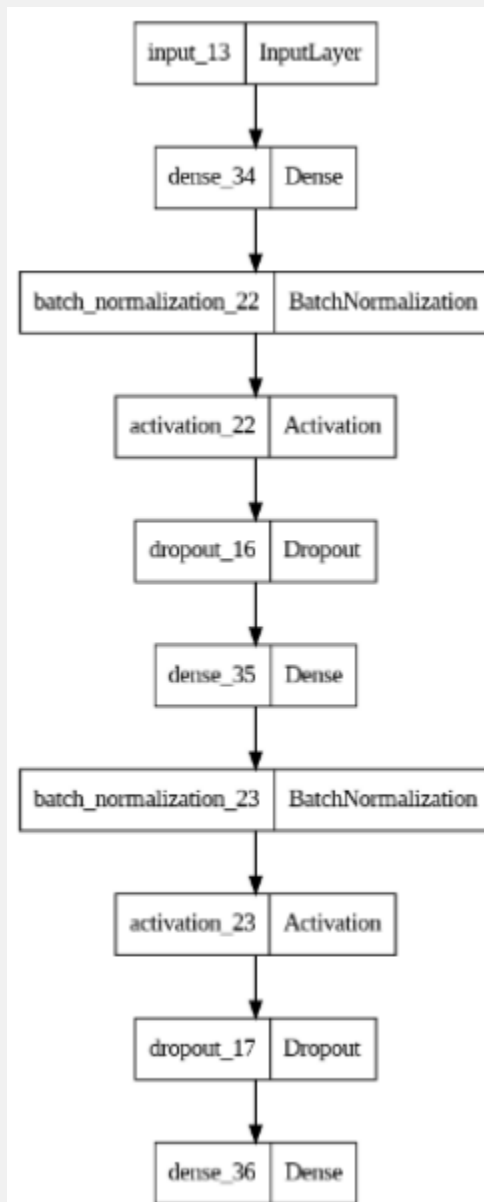 input_13 InputLayer
dense_34 Dense
batch_normalization_22 BatchNormalization
activation_22 Activation
dropout_16 Dropout
dense_35 Dense
batch_normalization_23 BatchNormalization
activation_23 Activation
dropout_17 Dropout
dense_36 Dense